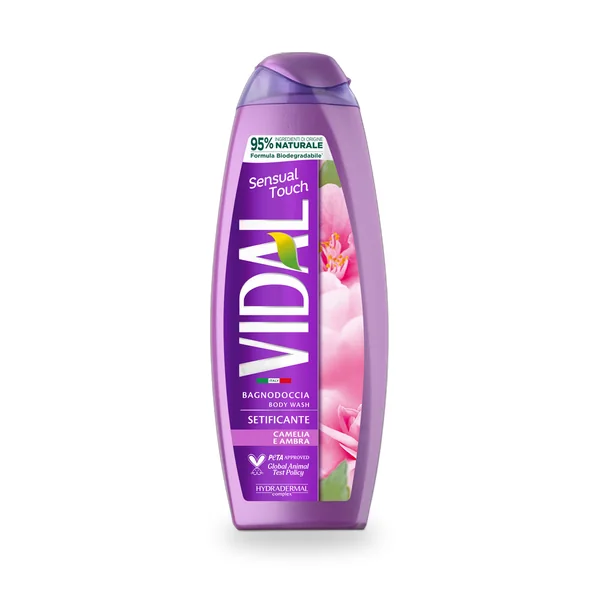 95% INGREDIENTI DI ORIGINE
NATURALE
Formula Biodegradabile
Sensual
Touch
VIDAL
ITALY
BAGNODOCCIA
BODY WASH
SETIFICANTE
CAMELIA
E AMBRA
PETA APPROVED
Global Animal
Test Policy
HYDRADERMAL
complex